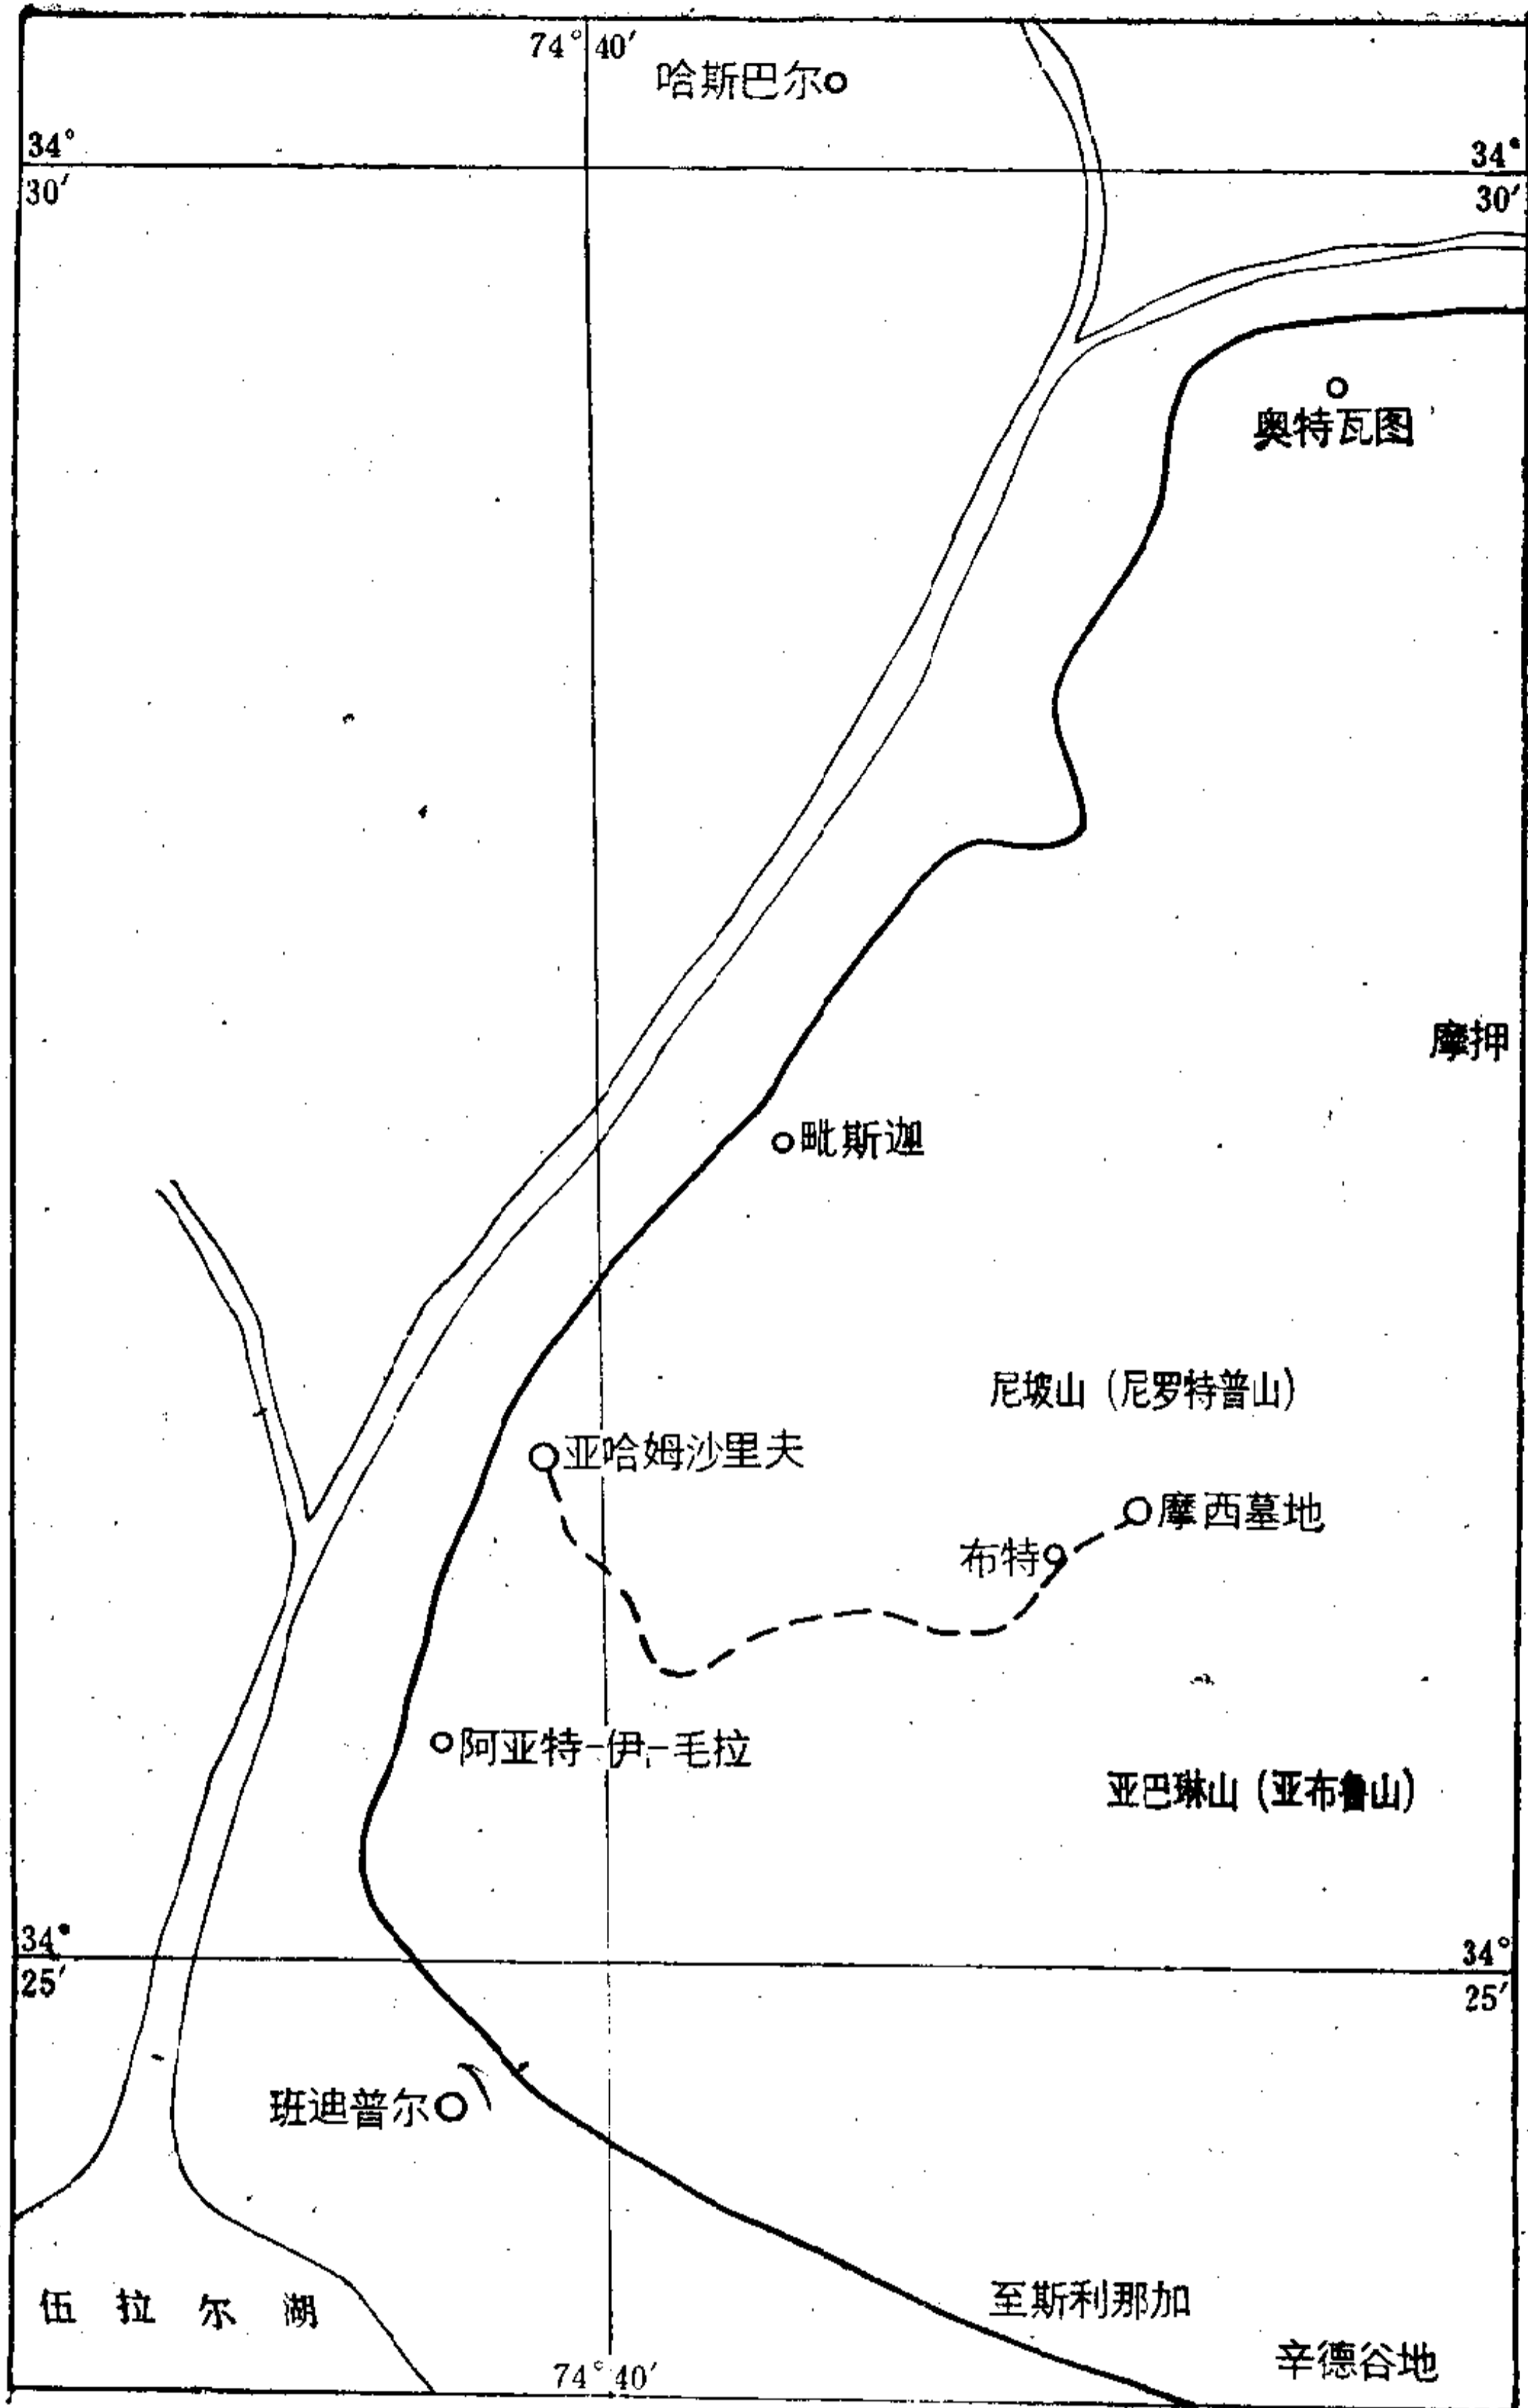 74°40′
哈斯巴尔
34°
30′
34°
30′
奥特瓦图
摩押
毗斯迦
尼坡山（尼罗特普山）
亚哈姆沙里夫
摩西墓地
布特
阿亚特-伊-毛拉
亚巴琳山（亚布鲁山）
34°
25′
34°
25′
班迪普尔
伍拉尔湖
至斯利那加
辛德谷地
74°40′